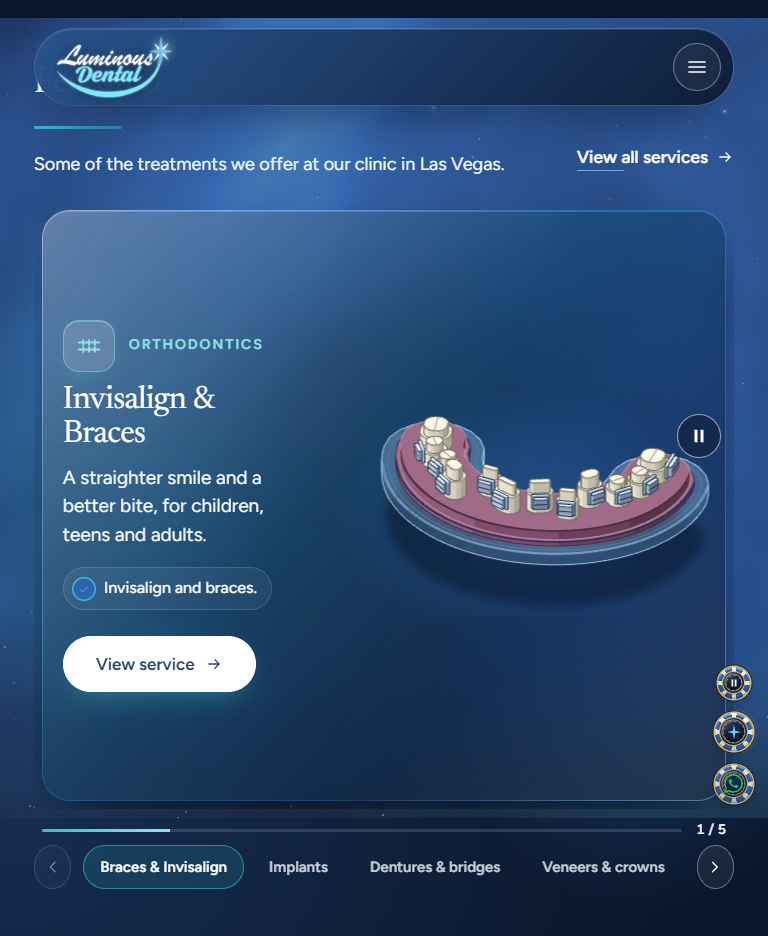 Luminous
Dental
Some of the treatments we offer at our clinic in Las Vegas.
View all services
ORTHODONTICS
Invisalign &
Braces
A straighter smile and a
better bite, for children,
teens and adults.
Invisalign and braces.
View service
1 / 5
Braces & Invisalign
Implants
Dentures & bridges
Veneers & crowns